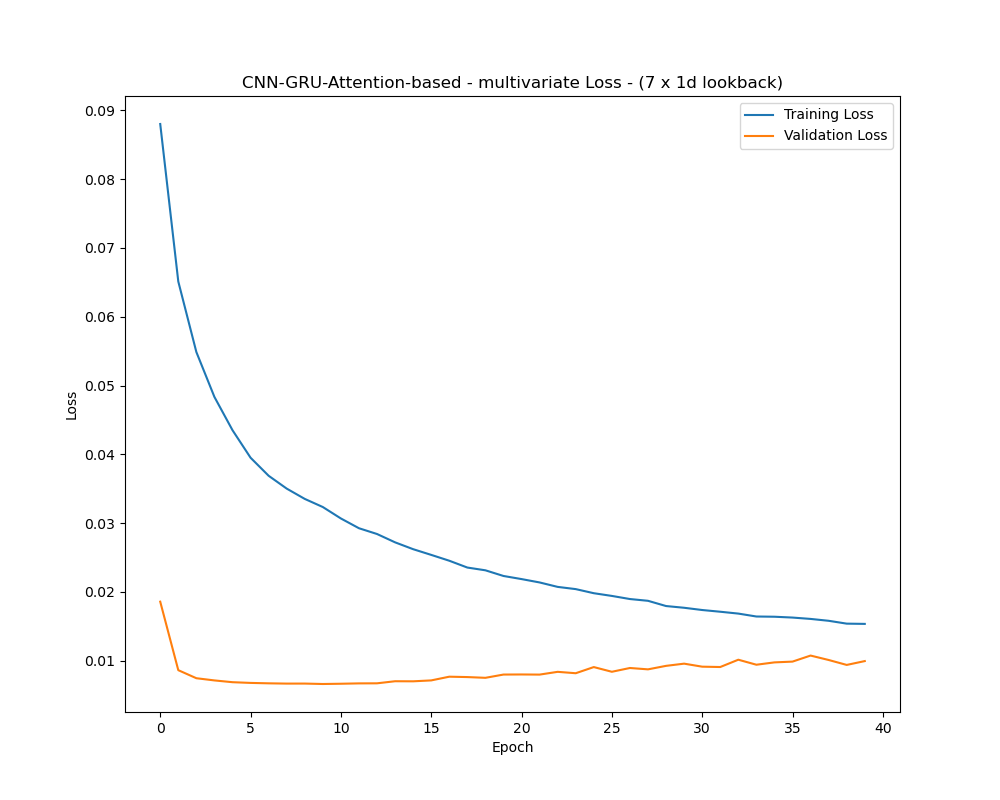 CNN-GRU-Attention-based - multivariate Loss - (7 x 1d lookback)
Training Loss
Validation Loss
0.09
0.08
0.07
0.06
0.05
0.04
0.03
0.02
0.01
Loss
0 5 10 15 20 25 30 35 40
Epoch